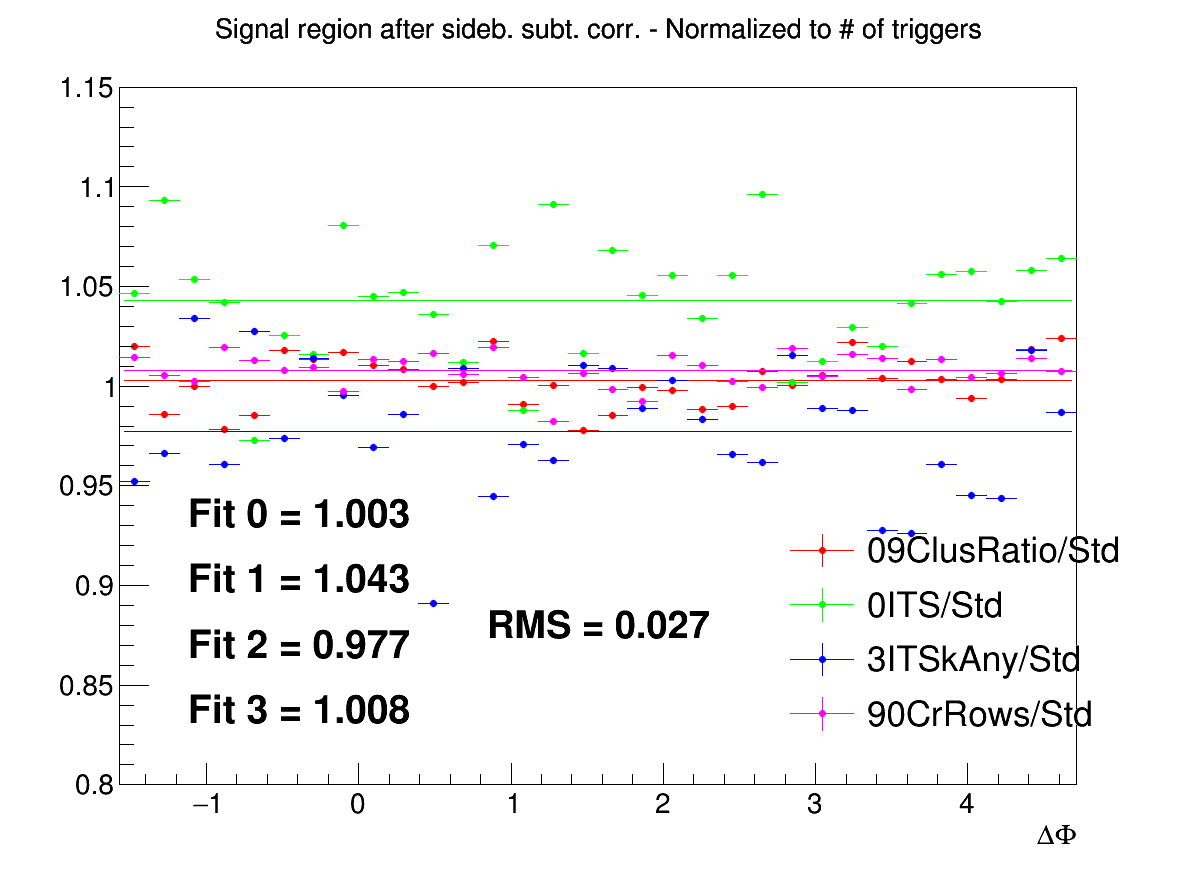 Signal region after sideb. subt. corr. - Normalized to # of triggers
1.15
1.1
1.05
1
0.95
0.9
0.85
0.8
Fit 0 = 1.003
Fit 1 = 1.043
Fit 2 = 0.977
Fit 3 = 1.008
RMS = 0.027
09ClusRatio/Std
0ITS/Std
3ITSkAny/Std
90CrRows/Std
−1 0 1 2 3 4
ΔΦ